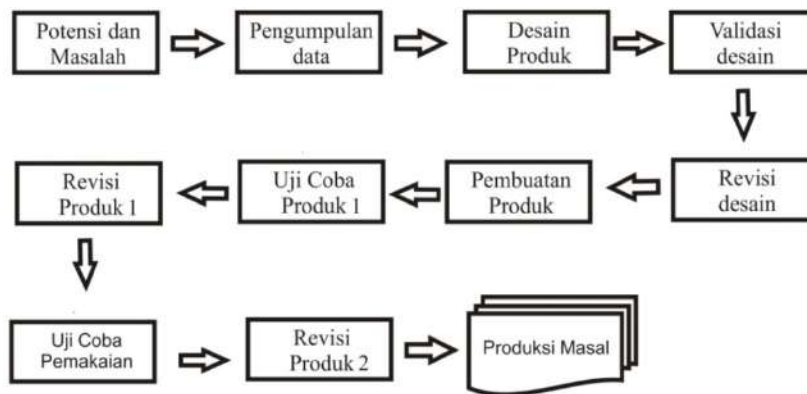 Potensi dan
Masalah
Pengumpulan
data
Desain
Produk
Validasi
desain
Revisi
desain
Pembuatan
Produk
Uji Coba
Produk 1
Revisi
Produk 1
Uji Coba
Pemakaian
Revisi
Produk 2
Produksi Masal